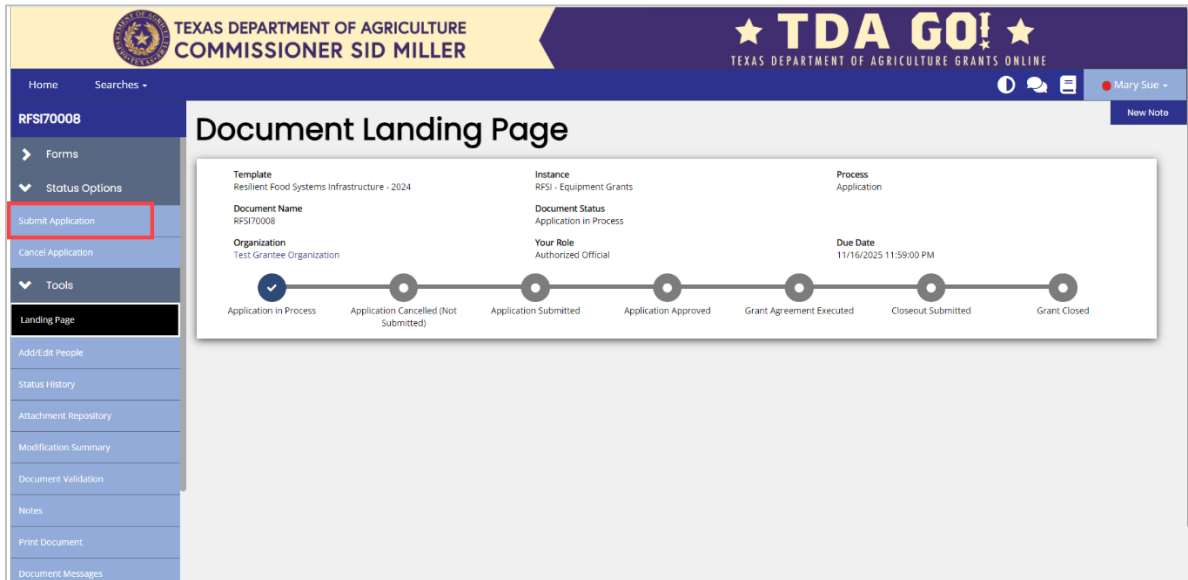 TEXAS DEPARTMENT OF AGRICULTURE
COMMISSIONER SID MILLER
TDA GO!
TEXAS DEPARTMENT OF AGRICULTURE GRANTS ONLINE
Home Searches
Mary Sue
RFSI70008
New Note
Document Landing Page
Forms
Status Options
Submit Application
Cancel Application
Tools
Landing Page
Add/Edit People
Status History
Attachment Repository
Modification Summary
Document Validation
Notes
Print Document
Document Messages
Template
Resilient Food Systems Infrastructure - 2024
Instance
RFSI - Equipment Grants
Process
Application
Document Name
RFSI70008
Document Status
Application in Process
Organization
Test Grantee Organization
Your Role
Authorized Official
Due Date
11/16/2025 11:59:00 PM
Application in Process
Application Cancelled (Not
Submitted)
Application Submitted
Application Approved
Grant Agreement Executed
Closeout Submitted
Grant Closed